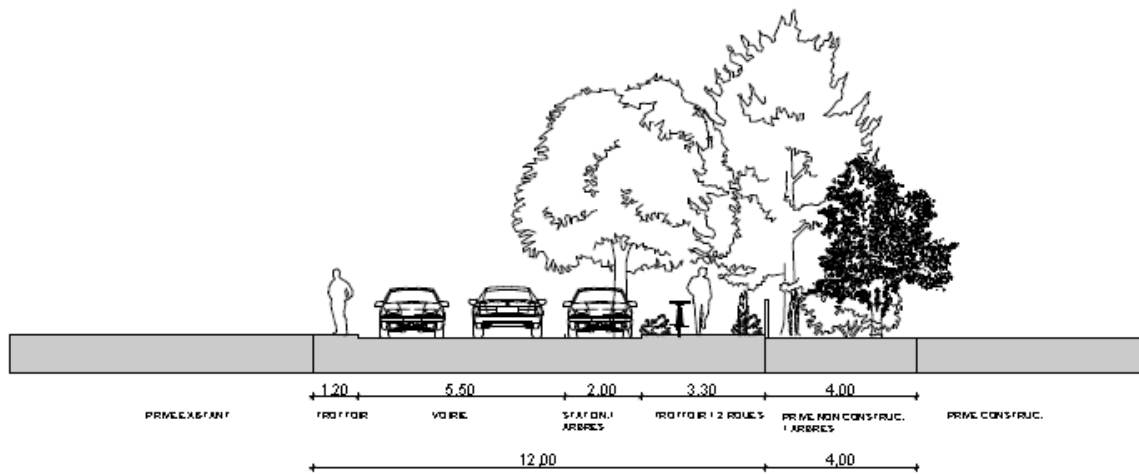 1.20 5.50 2.00 3.30 4.00
PRIVE EXISTANT TROTTOIR VOIRIE STATION. / TROTTOIR / 2 ROUES PRIVE NON CONSTRUC. PRIVE CONSTRUC.
ARBRES / ARBRES
12,00 4,00